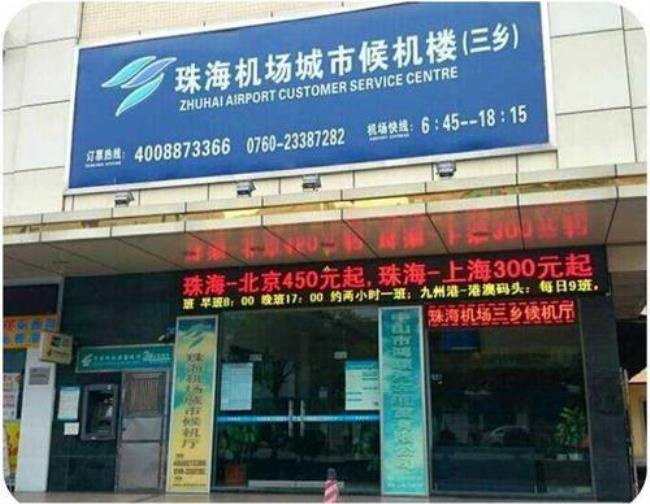 珠海机场城市候机楼(三乡)
ZHUHAI AIRPORT CUSTOMER SERVICE CENTRE
订票热线: 4008873366 0760-23387282 机场快线: 6:45--18:15
珠海-北京450元起,珠海-上海300元起
班 早班8:00 晚班17:00 约两小时一班; 九州港-港澳码头: 每日9班,
珠海机场三乡候机厅
珠海机场城市候机厅
4008873366